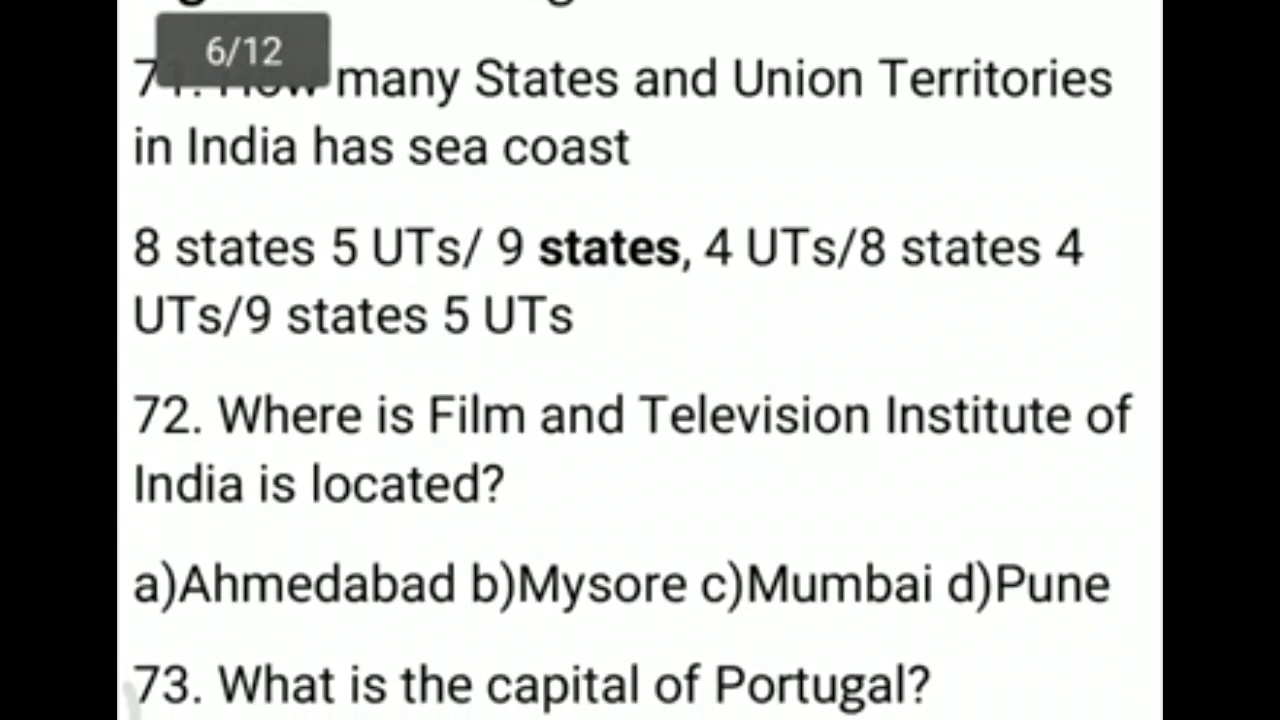 6/12
many States and Union Territories
in India has sea coast
8 states 5 UTs/ 9 states, 4 UTs/8 states 4
UTs/9 states 5 UTs
72. Where is Film and Television Institute of
India is located?
a)Ahmedabad b)Mysore c)Mumbai d)Pune
73. What is the capital of Portugal?